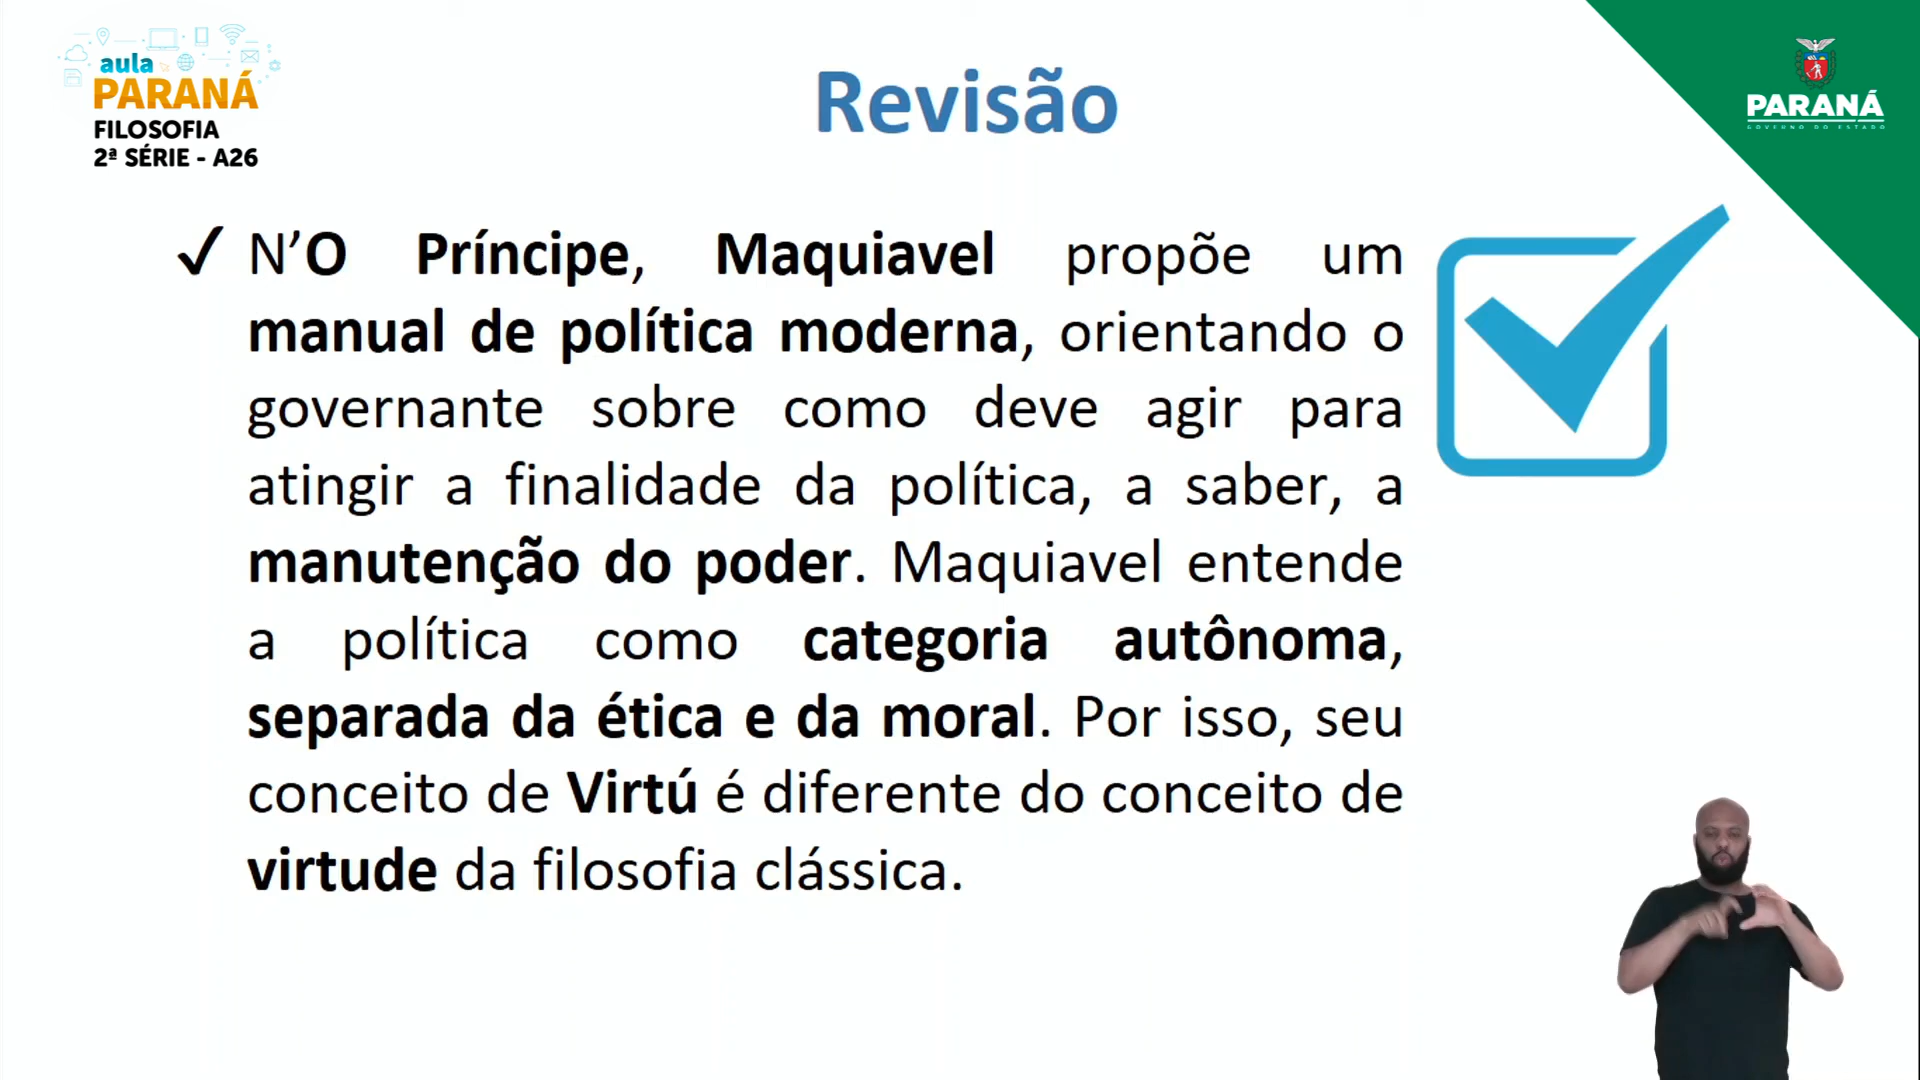 aula
PARANÁ
FILOSOFIA
2ª SÉRIE - A26
Revisão
PARANÁ
GOVERNO DO ESTADO
✓ N’O Príncipe, Maquiavel propõe um
manual de política moderna, orientando o
governante sobre como deve agir para
atingir a finalidade da política, a saber, a
manutenção do poder. Maquiavel entende
a política como categoria autônoma,
separada da ética e da moral. Por isso, seu
conceito de Virtú é diferente do conceito de
virtude da filosofia clássica.